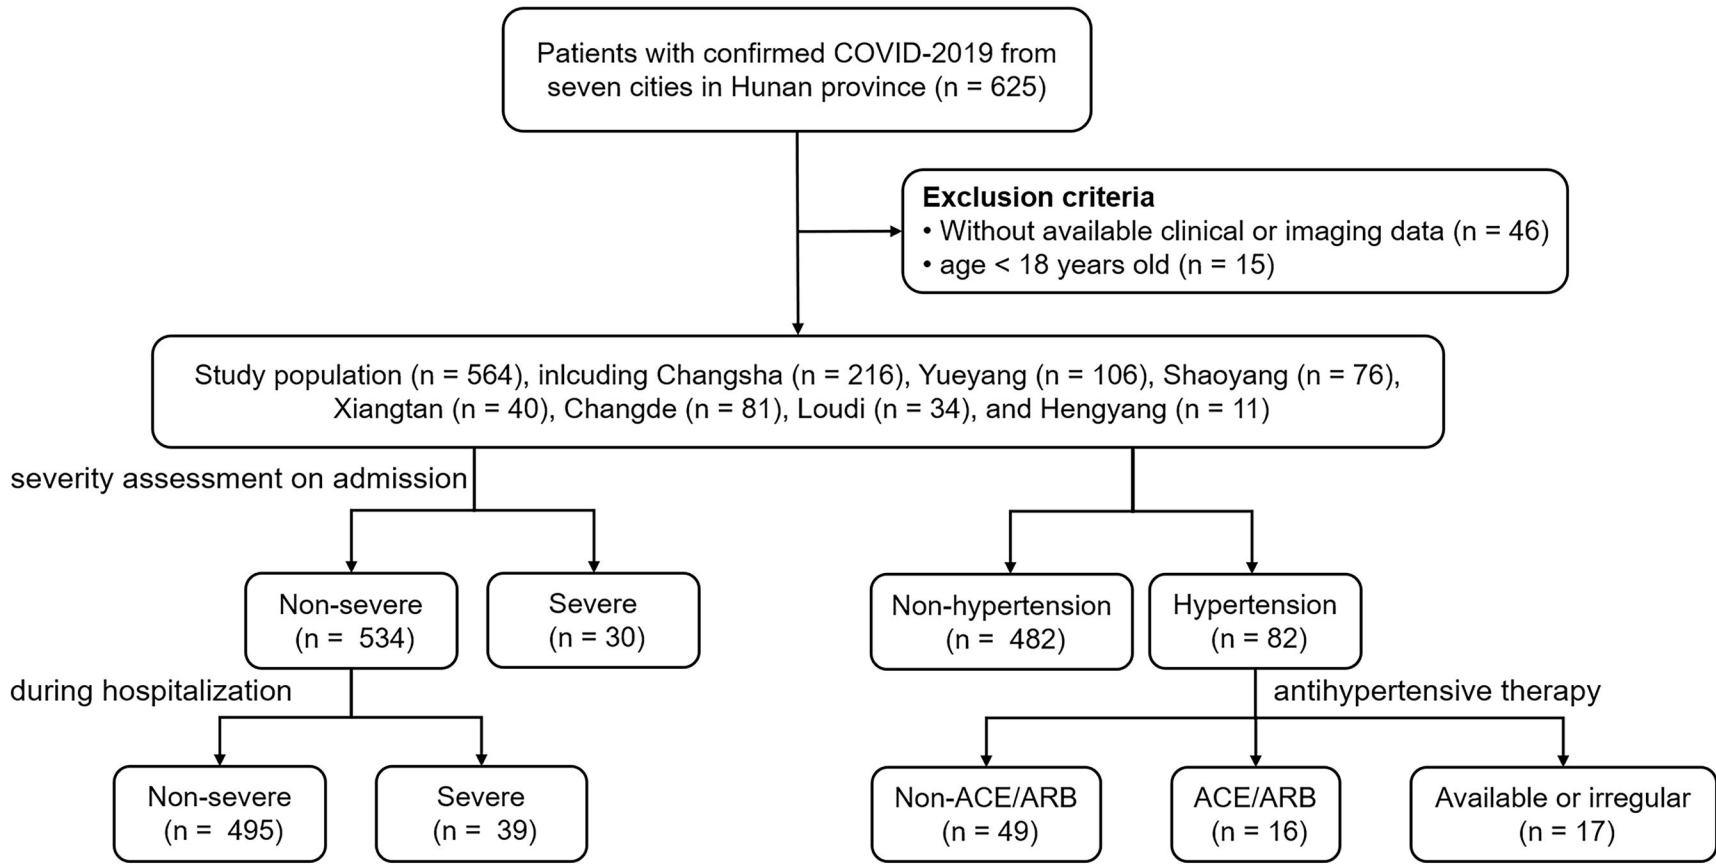 Patients with confirmed COVID-2019 from
seven cities in Hunan province (n = 625)
Exclusion criteria
• Without available clinical or imaging data (n = 46)
• age < 18 years old (n = 15)
Study population (n = 564), inlcuding Changsha (n = 216), Yueyang (n = 106), Shaoyang (n = 76),
Xiangtan (n = 40), Changde (n = 81), Loudi (n = 34), and Hengyang (n = 11)
severity assessment on admission
Non-severe
(n =  534)
Severe
(n = 30)
Non-hypertension
(n =  482)
Hypertension
(n = 82)
during hospitalization
antihypertensive therapy
Non-severe
(n =  495)
Severe
(n =  39)
Non-ACE/ARB
(n = 49)
ACE/ARB
(n = 16)
Available or irregular
(n = 17)